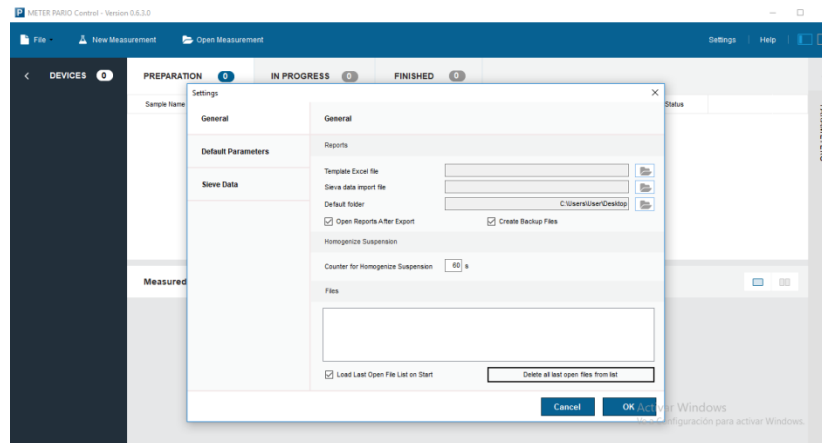 METER PARIO Control - Version 0.6.3.0
File New Measurement Open Measurement Settings Help
DEVICES 0 PREPARATION 0 IN PROGRESS 0 FINISHED 0
Sample Name Status
Settings
General
Default Parameters
Sieve Data
General
Reports
Template Excel file
Sieva data import file
Default folder C:\Users\User\Desktop
Open Reports After Export Create Backup Files
Homogenize Suspension
Counter for Homogenize Suspension 60 s
Files
Load Last Open File List on Start Delete all last open files from list
Cancel OK
Measured
Windows
para activar Windows.